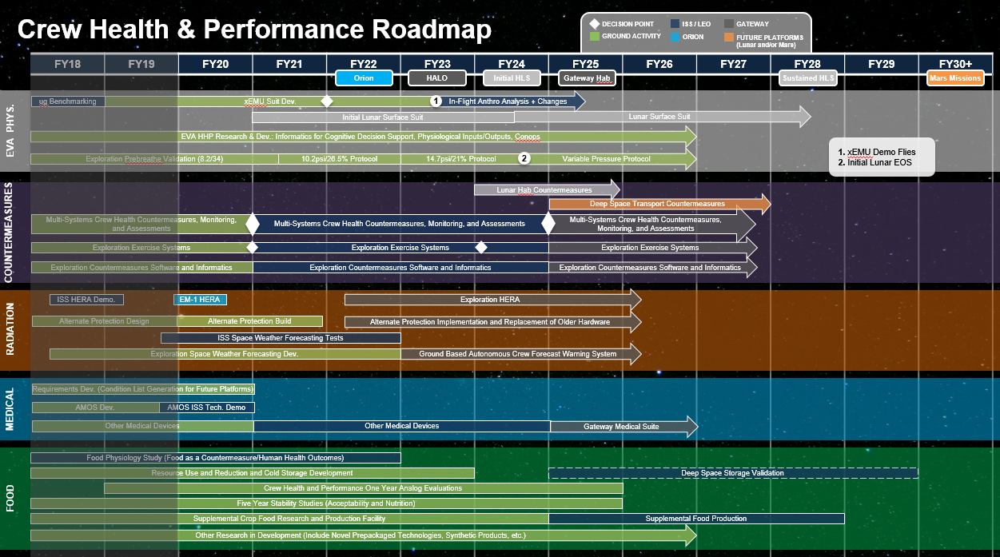 Crew Health & Performance Roadmap
DECISION POINT
ISS / LEO
GATEWAY
GROUND ACTIVITY
ORION
FUTURE PLATFORMS
(Lunar and/or Mars)
FY18
FY19
FY20
FY21
FY22
FY23
FY24
FY25
FY26
FY27
FY28
FY29
FY30+
Orion
HALO
Initial HLS
Gateway Hab
Sustained HLS
Mars Missions
EVA PHYS.
ug Benchmarking
xEMU Suit Dev.
1
In-Flight Anthro Analysis + Changes
Initial Lunar Surface Suit
Lunar Surface Suit
EVA HHP Research & Dev.: Informatics for Cognitive Decision Support, Physiological Inputs/Outputs, Conops
Exploration Prebreathe Validation (8.2/34)
10.2psi/26.5% Protocol
14.7psi/21% Protocol
2
Variable Pressure Protocol
1. xEMU Demo Flies
2. Initial Lunar EOS
COUNTERMEASURES
Lunar Hab Countermeasures
Deep Space Transport Countermeasures
Multi-Systems Crew Health Countermeasures, Monitoring,
and Assessments
Multi-Systems Crew Health Countermeasures, Monitoring, and Assessments
Multi-Systems Crew Health Countermeasures,
Monitoring, and Assessments
Exploration Exercise Systems
Exploration Exercise Systems
Exploration Exercise Systems
Exploration Countermeasures Software and Informatics
Exploration Countermeasures Software and Informatics
Exploration Countermeasures Software and Informatics
RADIATION
ISS HERA Demo.
EM-1 HERA
Exploration HERA
Alternate Protection Design
Alternate Protection Build
Alternate Protection Implementation and Replacement of Older Hardware
ISS Space Weather Forecasting Tests
Exploration Space Weather Forecasting Dev.
Ground Based Autonomous Crew Forecast Warning System
MEDICAL
Requirements Dev. (Condition List Generation for Future Platforms)
AMOS Dev.
AMOS ISS Tech. Demo
Other Medical Devices
Other Medical Devices
Gateway Medical Suite
FOOD
Food Physiology Study (Food as a Countermeasure/Human Health Outcomes)
Resource Use and Reduction and Cold Storage Development
Deep Space Storage Validation
Crew Health and Performance One Year Analog Evaluations
Five Year Stability Studies (Acceptability and Nutrition)
Supplemental Crop Food Research and Production Facility
Supplemental Food Production
Other Research in Development (Include Novel Prepackaged Technologies, Synthetic Products, etc.)